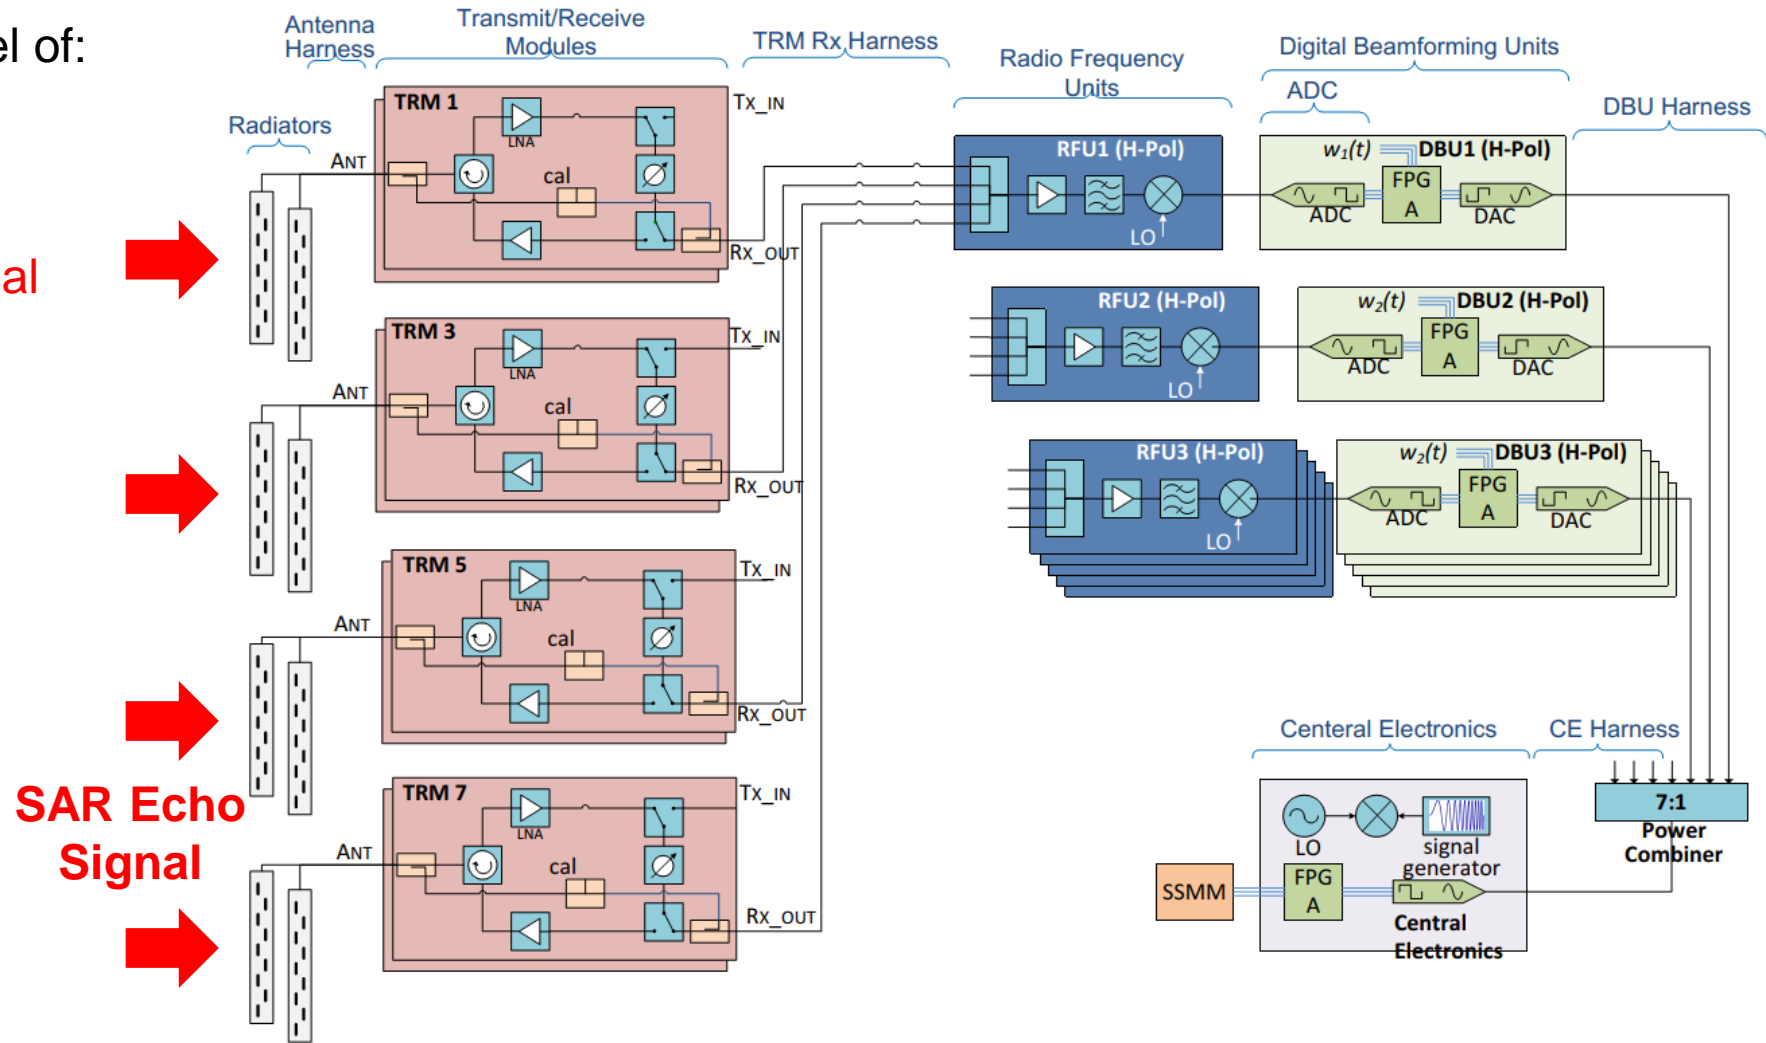 el of:
al
SAR Echo
Signal
Antenna
Harness
Transmit/Receive
Modules
TRM Rx Harness
Radio Frequency
Units
Digital Beamforming Units
ADC
DBU Harness
Radiators
TRM 1
LNA
cal
ANT
Tx_IN
Rx_OUT
TRM 3
LNA
cal
ANT
Tx_IN
Rx_OUT
TRM 5
LNA
cal
ANT
Tx_IN
Rx_OUT
TRM 7
LNA
cal
ANT
Tx_IN
Rx_OUT
RFU1 (H-Pol)
LO
w₁(t)
DBU1 (H-Pol)
FPG
A
ADC
DAC
RFU2 (H-Pol)
LO
w₂(t)
DBU2 (H-Pol)
FPG
A
ADC
DAC
RFU3 (H-Pol)
LO
w₂(t)
DBU3 (H-Pol)
FPG
A
ADC
DAC
Centeral Electronics
CE Harness
7:1
Power
Combiner
LO
signal
generator
SSMM
FPG
A
Central
Electronics